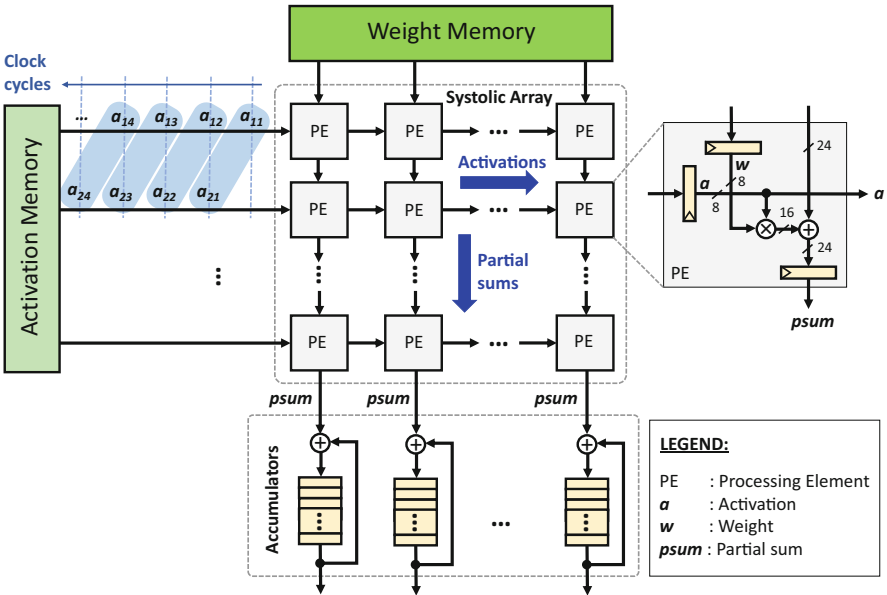 Weight Memory
Clock
cycles
Systolic Array
Activation Memory
... a14 a13 a12 a11
PE PE ... PE
Activations
a24 a23 a22 a21
PE PE ... PE
Partial
sums
...
... ... ...
PE PE ... PE
24
w
a 8
8
a
16
24
PE
psum
psum psum psum
Accumulators
... ... ... ...
LEGEND:
PE : Processing Element
a : Activation
w : Weight
psum : Partial sum